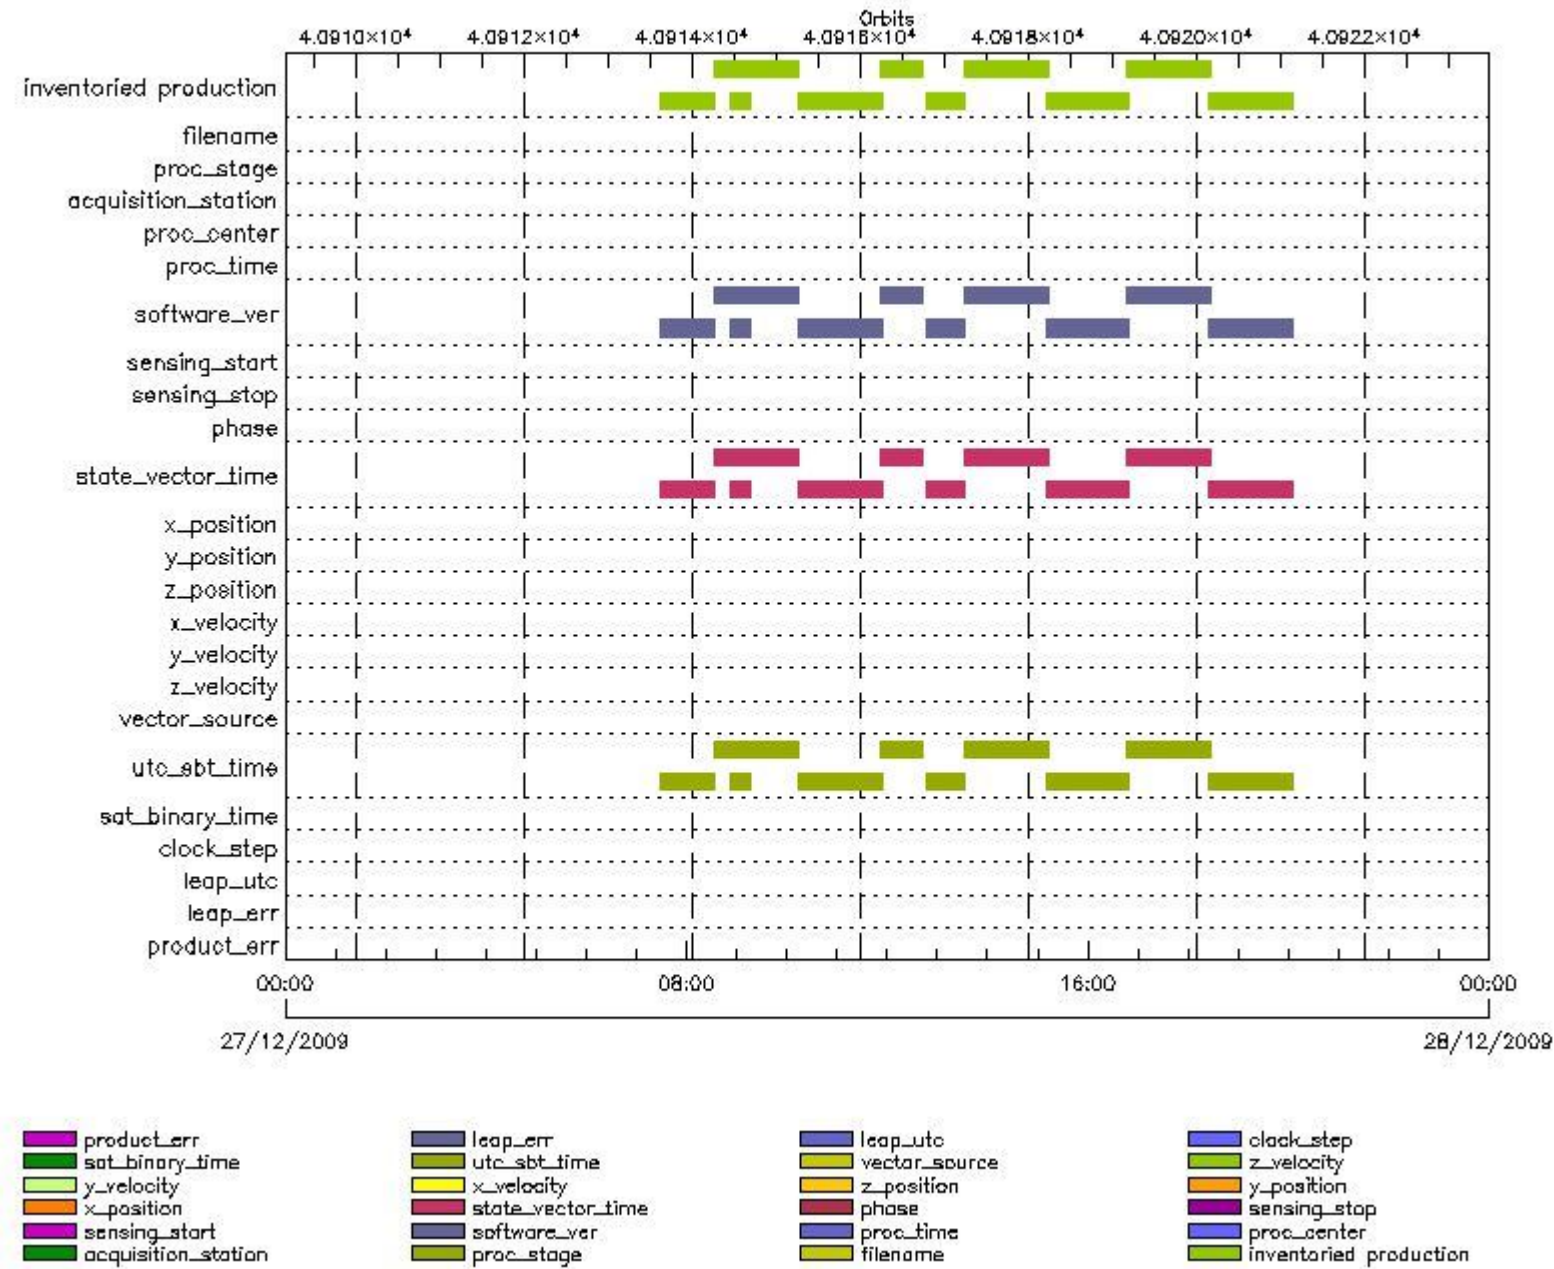 Orbits
4.0910×10⁴ 4.0912×10⁴ 4.0914×10⁴ 4.0916×10⁴ 4.0918×10⁴ 4.0920×10⁴ 4.0922×10⁴
inventoried production
filename
proc_stage
acquisition_station
proc_center
proc_time
software_ver
sensing_start
sensing_stop
phase
state_vector_time
x_position
y_position
z_position
x_velocity
y_velocity
z_velocity
vector_source
utc_sbt_time
sat_binary_time
clock_step
leap_utc
leap_err
product_err
00:00 08:00 16:00 00:00
27/12/2009 28/12/2009
product_err leap_err leap_utc clock_step
sat_binary_time utc_sbt_time vector_source z_velocity
y_velocity x_velocity z_position y_position
x_position state_vector_time phase sensing_stop
sensing_start software_ver proc_time proc_center
acquisition_station proc_stage filename inventoried production